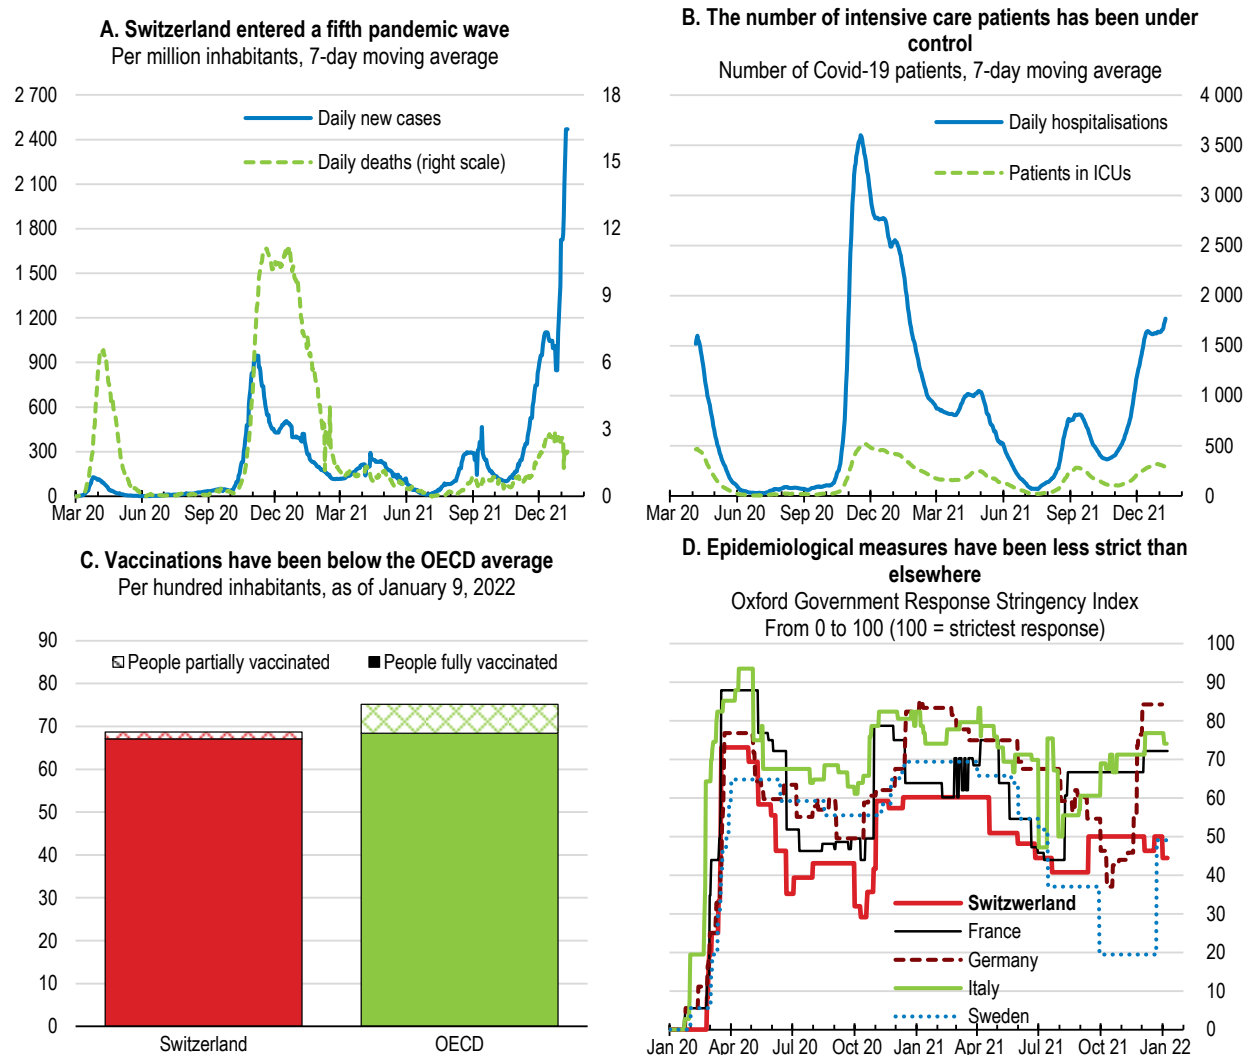 A. Switzerland entered a fifth pandemic wave
Per million inhabitants, 7-day moving average
2 700
2 400
2 100
1 800
1 500
1 200
900
600
300
0
18
15
12
9
6
3
0
Daily new cases
Daily deaths (right scale)
Mar 20 Jun 20 Sep 20 Dec 20 Mar 21 Jun 21 Sep 21 Dec 21
B. The number of intensive care patients has been under
control
Number of Covid-19 patients, 7-day moving average
4 000
3 500
3 000
2 500
2 000
1 500
1 000
500
0
Daily hospitalisations
Patients in ICUs
Mar 20 Jun 20 Sep 20 Dec 20 Mar 21 Jun 21 Sep 21 Dec 21
C. Vaccinations have been below the OECD average
Per hundred inhabitants, as of January 9, 2022
90
80
70
60
50
40
30
20
10
0
People partially vaccinated People fully vaccinated
Switzerland OECD
D. Epidemiological measures have been less strict than
elsewhere
Oxford Government Response Stringency Index
From 0 to 100 (100 = strictest response)
100
90
80
70
60
50
40
30
20
10
0
Switzwerland
France
Germany
Italy
Sweden
Jan 20 Apr 20 Jul 20 Oct 20 Jan 21 Apr 21 Jul 21 Oct 21 Jan 22